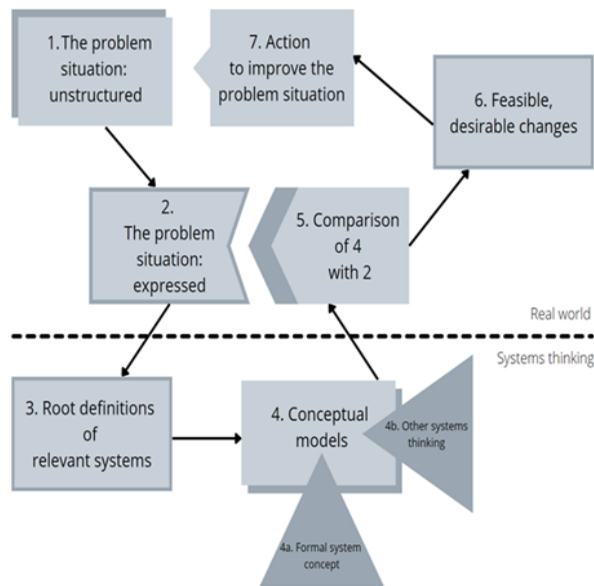 1.The problem
situation:
unstructured
7. Action
to improve the
problem situation
6. Feasible,
desirable changes
2.
The problem
situation:
expressed
5. Comparison
of 4
with 2
Real world
Systems thinking
3. Root definitions
of
relevant systems
4. Conceptual
models
4b. Other systems
thinking
4a. Formal system
concept